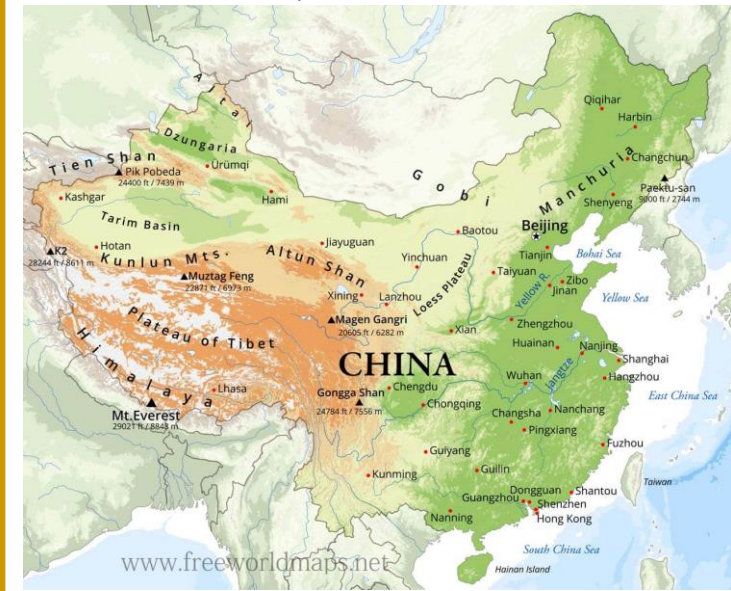 Altai
Qiqihar
Harbin
Dzungaria
Tien Shan
Pik Pobeda
24400 ft / 7439 m
Ürümqi
Changchun
Manchuria
Gobi
Paektu-san
9000 ft / 2744 m
Kashgar
Hami
Shenyeng
Tarim Basin
Beijing
Baotou
Hotan
Jiayuguan
Bohai Sea
K2
28244 ft / 8611 m
Kunlun Mts.
Altun Shan
Yinchuan
Tianjin
Taiyuan
Muztag Feng
22871 ft / 6973 m
Loess Plateau
Yellow R.
Zibo
Jinan
Yellow Sea
Xining
Lanzhou
Magen Gangri
20605 ft / 6282 m
Plateau of Tibet
Xian
Zhengzhou
Huainan
Nanjing
Himalaya
CHINA
Shanghai
Lhasa
Gongga Shan
24784 ft / 7556 m
Chengdu
Wuhan
Jangtze
Hangzhou
East China Sea
Mt.Everest
29021 ft / 8848 m
Chongqing
Changsha
Nanchang
Pingxiang
Guiyang
Fuzhou
Kunming
Guilin
Taiwan
Dongguan
Shantou
Guangzhou
Shenzhen
Nanning
Hong Kong
www.freeworldmaps.net
South China Sea
Hainan Island